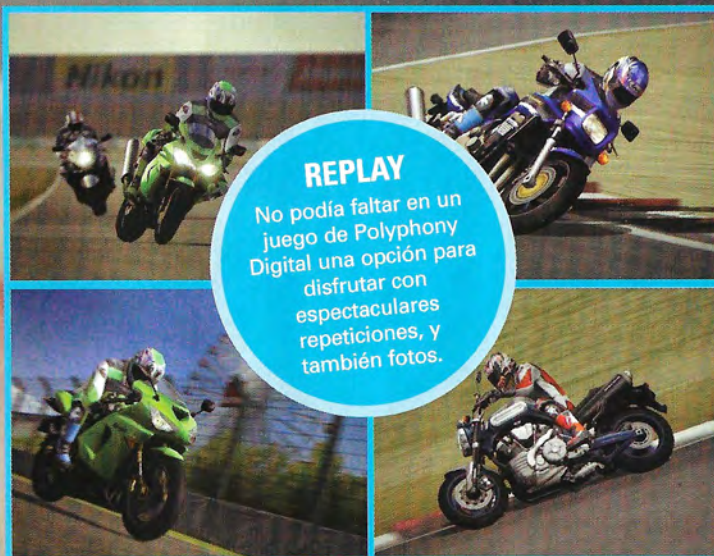 Nikon
REPLAY
No podía faltar en un
juego de Polyphony
Digital una opción para
disfrutar con
espectaculares
repeticiones, y
también fotos.